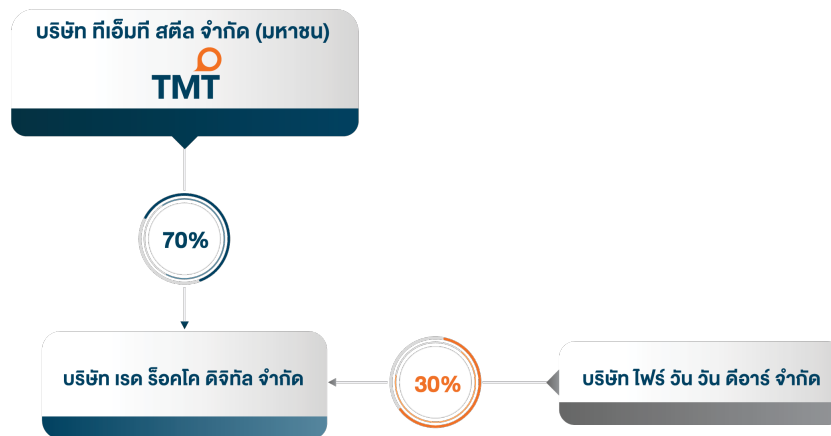 บริษัท ทีเอ็มที สตีล จำกัด (มหาชน)
TMT
70%
บริษัท เรด ร็อคโค ดิจิทัล จำกัด
30%
บริษัท ไฟร์ วัน วัน ดีอาร์ จำกัด